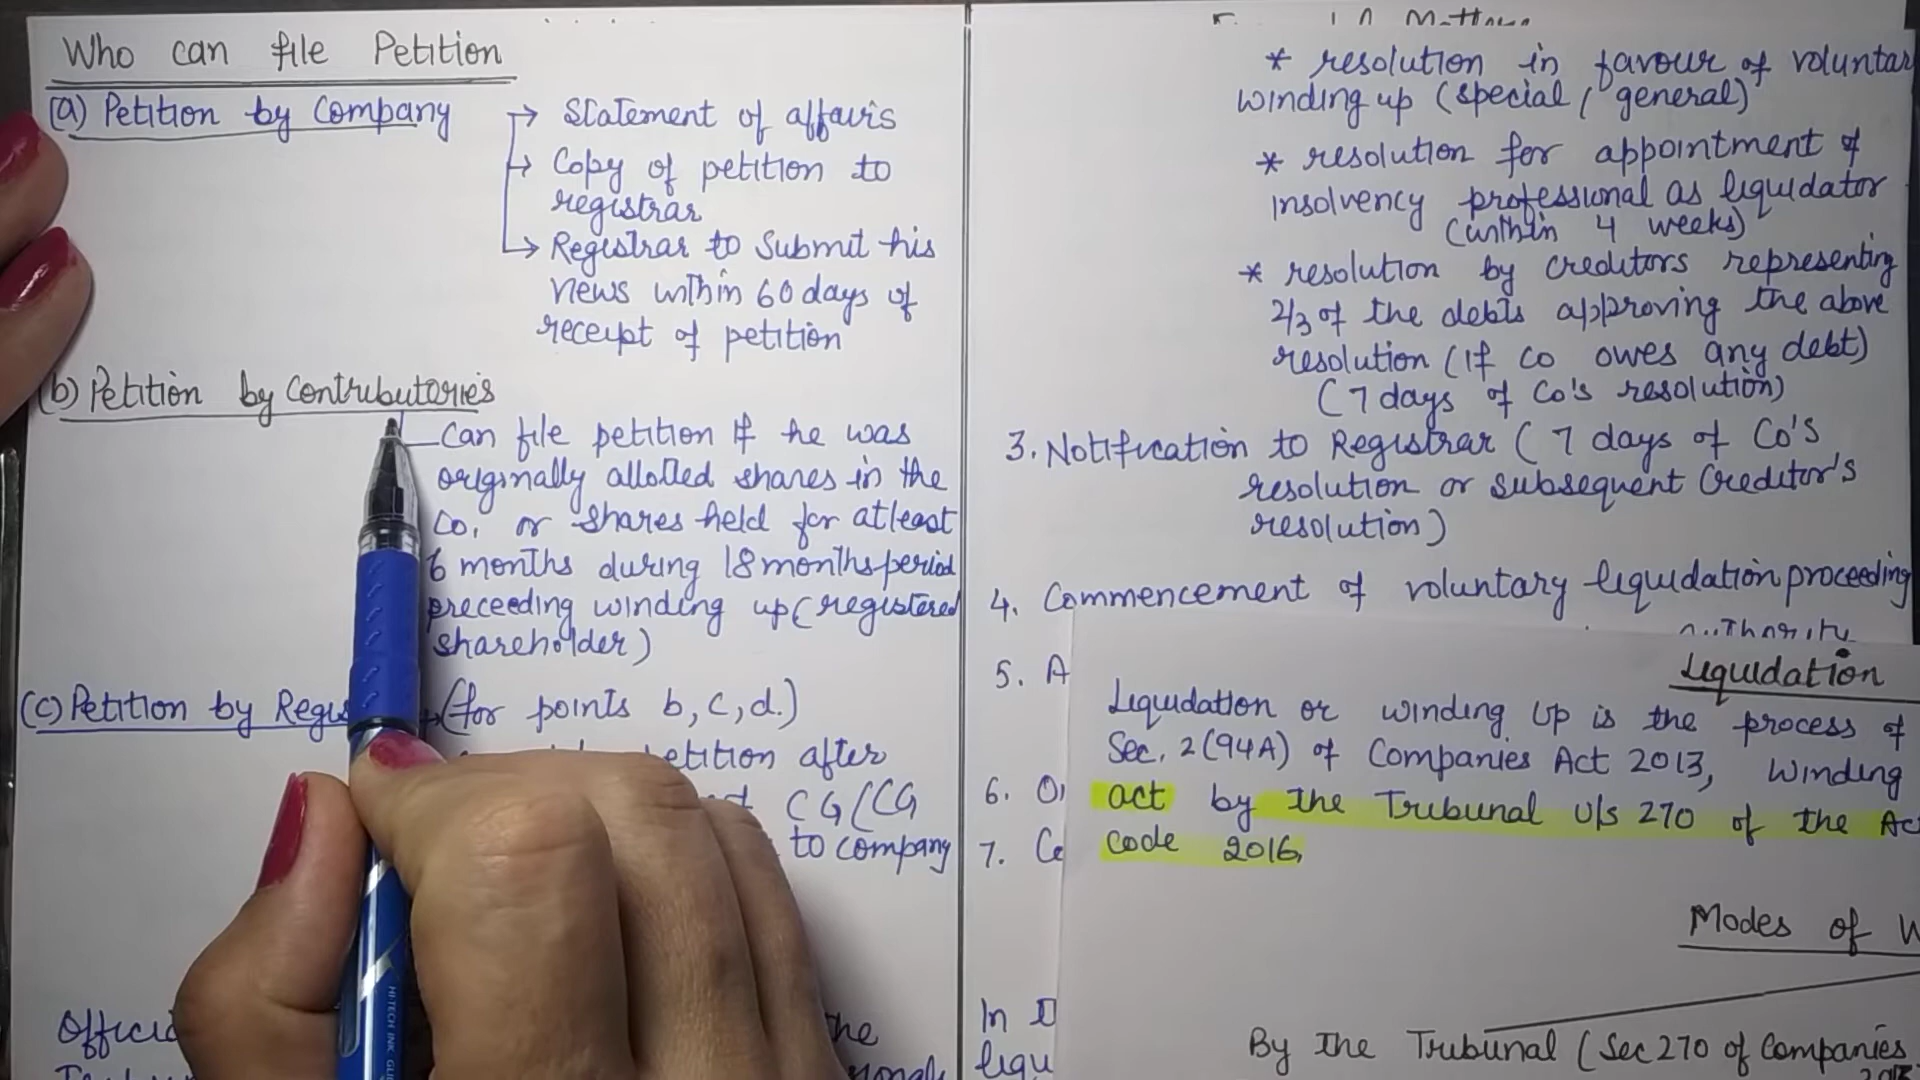 Who can file Petition
(a) Petition by Company
→ Statement of affairs
→ Copy of petition to
registrar
→ Registrar to Submit his
views within 60 days of
receipt of petition
(b) Petition by Contributories
Can file petition if he was
originally allotted shares in the
Co. or shares held for atleast
6 months during 18 months period
preceeding winding up (registered
shareholder)
(c) Petition by Regis
(for points b, c, d.)
petition after
CG/CG
to company
the
* resolution in favour of voluntar
winding up (special / general)
* resolution for appointment of
insolvency professional as liquidator
(within 4 weeks)
* resolution by creditors representing
2/3 of the debts approving the above
resolution (If co owes any debt)
(7 days of Co's resolution)
3. Notification to Registrar (7 days of Co's
resolution or subsequent Creditor's
resolution)
4. Commencement of voluntary liquidation proceeding
authority
5. A
6. O
7. Ce
In
liqu
Liquidation
Liquidation or winding up is the process of
Sec. 2(94A) of Companies Act 2013, winding
act by the Tribunal u/s 270 of the Ac
code 2016.
Modes of W
By the Tribunal (Sec 270 of Companies